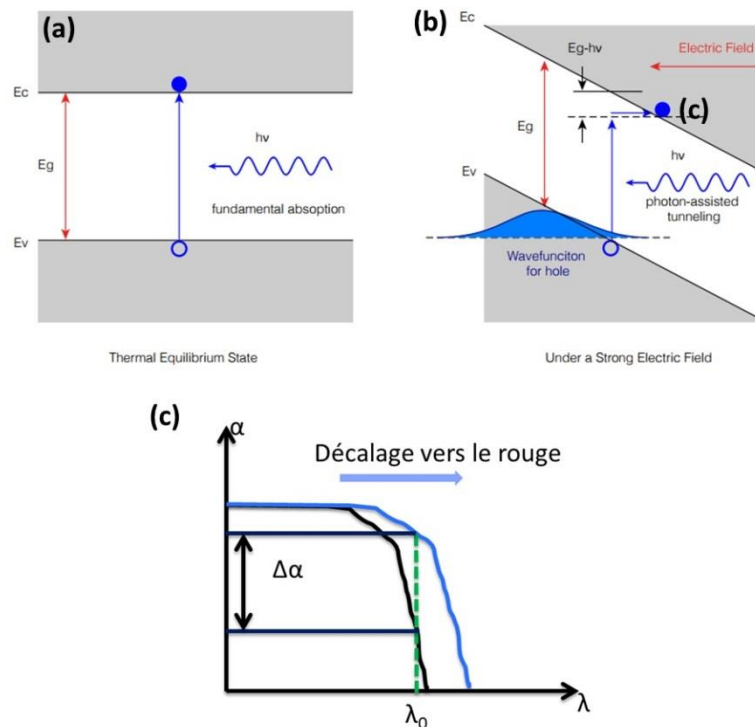 (a)
Ec
Eg
hν
fundamental absoption
Ev
Thermal Equilibrium State
(b)
Ec
Eg-hν
Electric Field
(c)
Eg
hν
Ev
photon-assisted
tunneling
Wavefunciton
for hole
Under a Strong Electric Field
(c)
α
Décalage vers le rouge
Δα
λ₀
λ